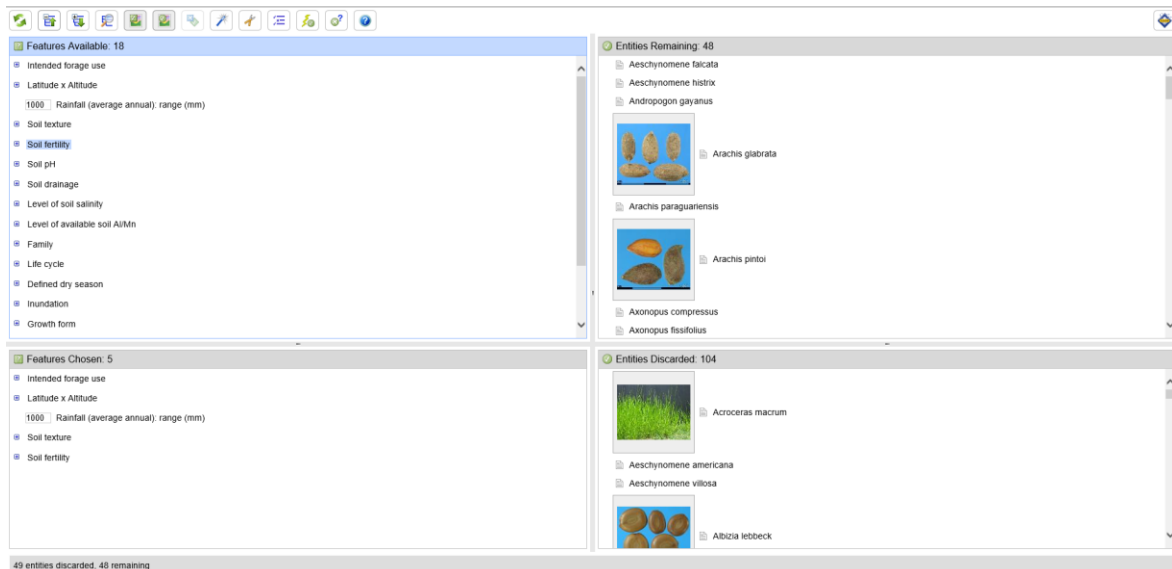 Features Available: 18
Intended forage use
Latitude x Altitude
1000 Rainfall (average annual): range (mm)
Soil texture
Soil fertility
Soil pH
Soil drainage
Level of soil salinity
Level of available soil Al/Mn
Family
Life cycle
Defined dry season
Inundation
Growth form
Entities Remaining: 48
Aeschynomene falcata
Aeschynomene histrix
Andropogon gayanus
Arachis glabrata
Arachis paraguariensis
Arachis pintoi
Axonopus compressus
Axonopus fissifolius
Features Chosen: 5
Intended forage use
Latitude x Altitude
1000 Rainfall (average annual): range (mm)
Soil texture
Soil fertility
Entities Discarded: 104
Acroceras macrum
Aeschynomene americana
Aeschynomene villosa
Albizia lebbeck
49 entities discarded, 48 remaining